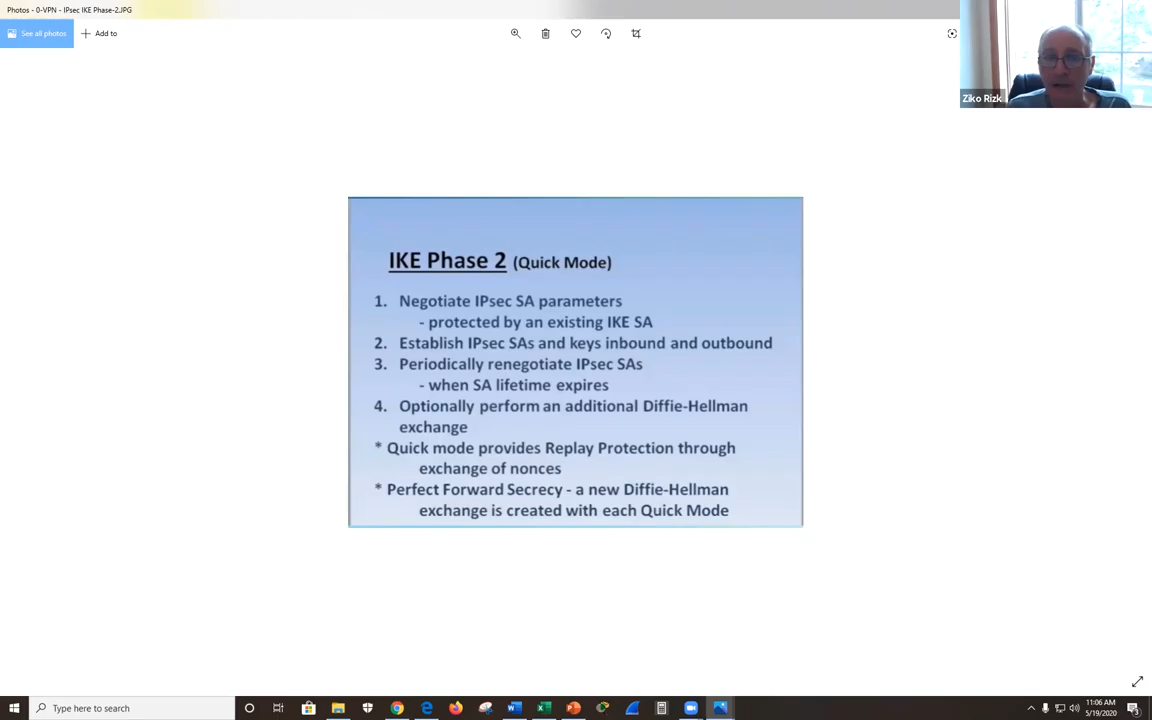 Photos - 0-VPN - IPsec IKE Phase-2.JPG
See all photos
Add to
Ziko Rizk
IKE Phase 2 (Quick Mode)
1. Negotiate IPsec SA parameters
- protected by an existing IKE SA
2. Establish IPsec SAs and keys inbound and outbound
3. Periodically renegotiate IPsec SAs
- when SA lifetime expires
4. Optionally perform an additional Diffie-Hellman
exchange
* Quick mode provides Replay Protection through
exchange of nonces
* Perfect Forward Secrecy - a new Diffie-Hellman
exchange is created with each Quick Mode
Type here to search
11:06 AM
5/19/2020